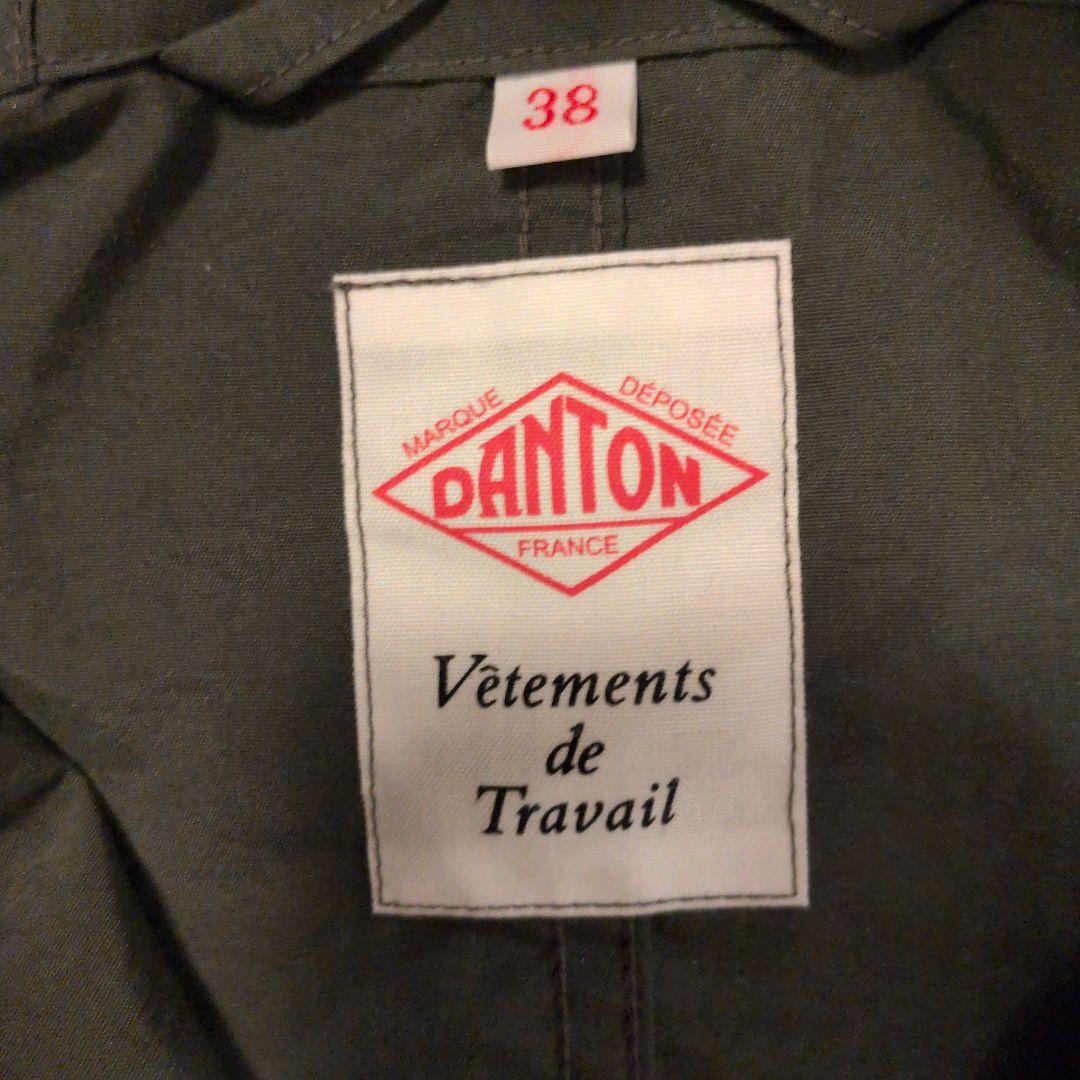 38
MARQUE DÉPOSÉE
DANTON
FRANCE
Vêtements
de
Travail